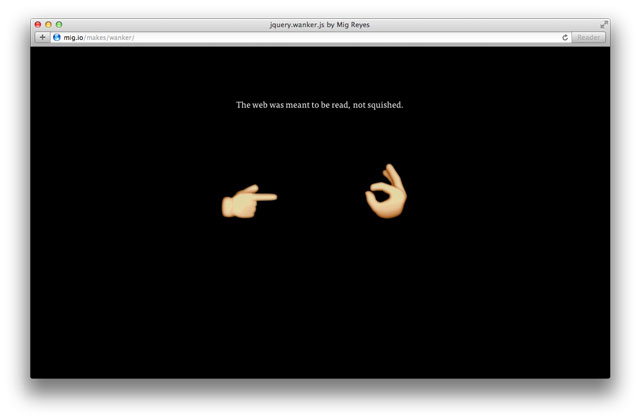 jquery.wanker.js by Mig Reyes
mig.io/makes/wanker/
Reader
The web was meant to be read, not squished.